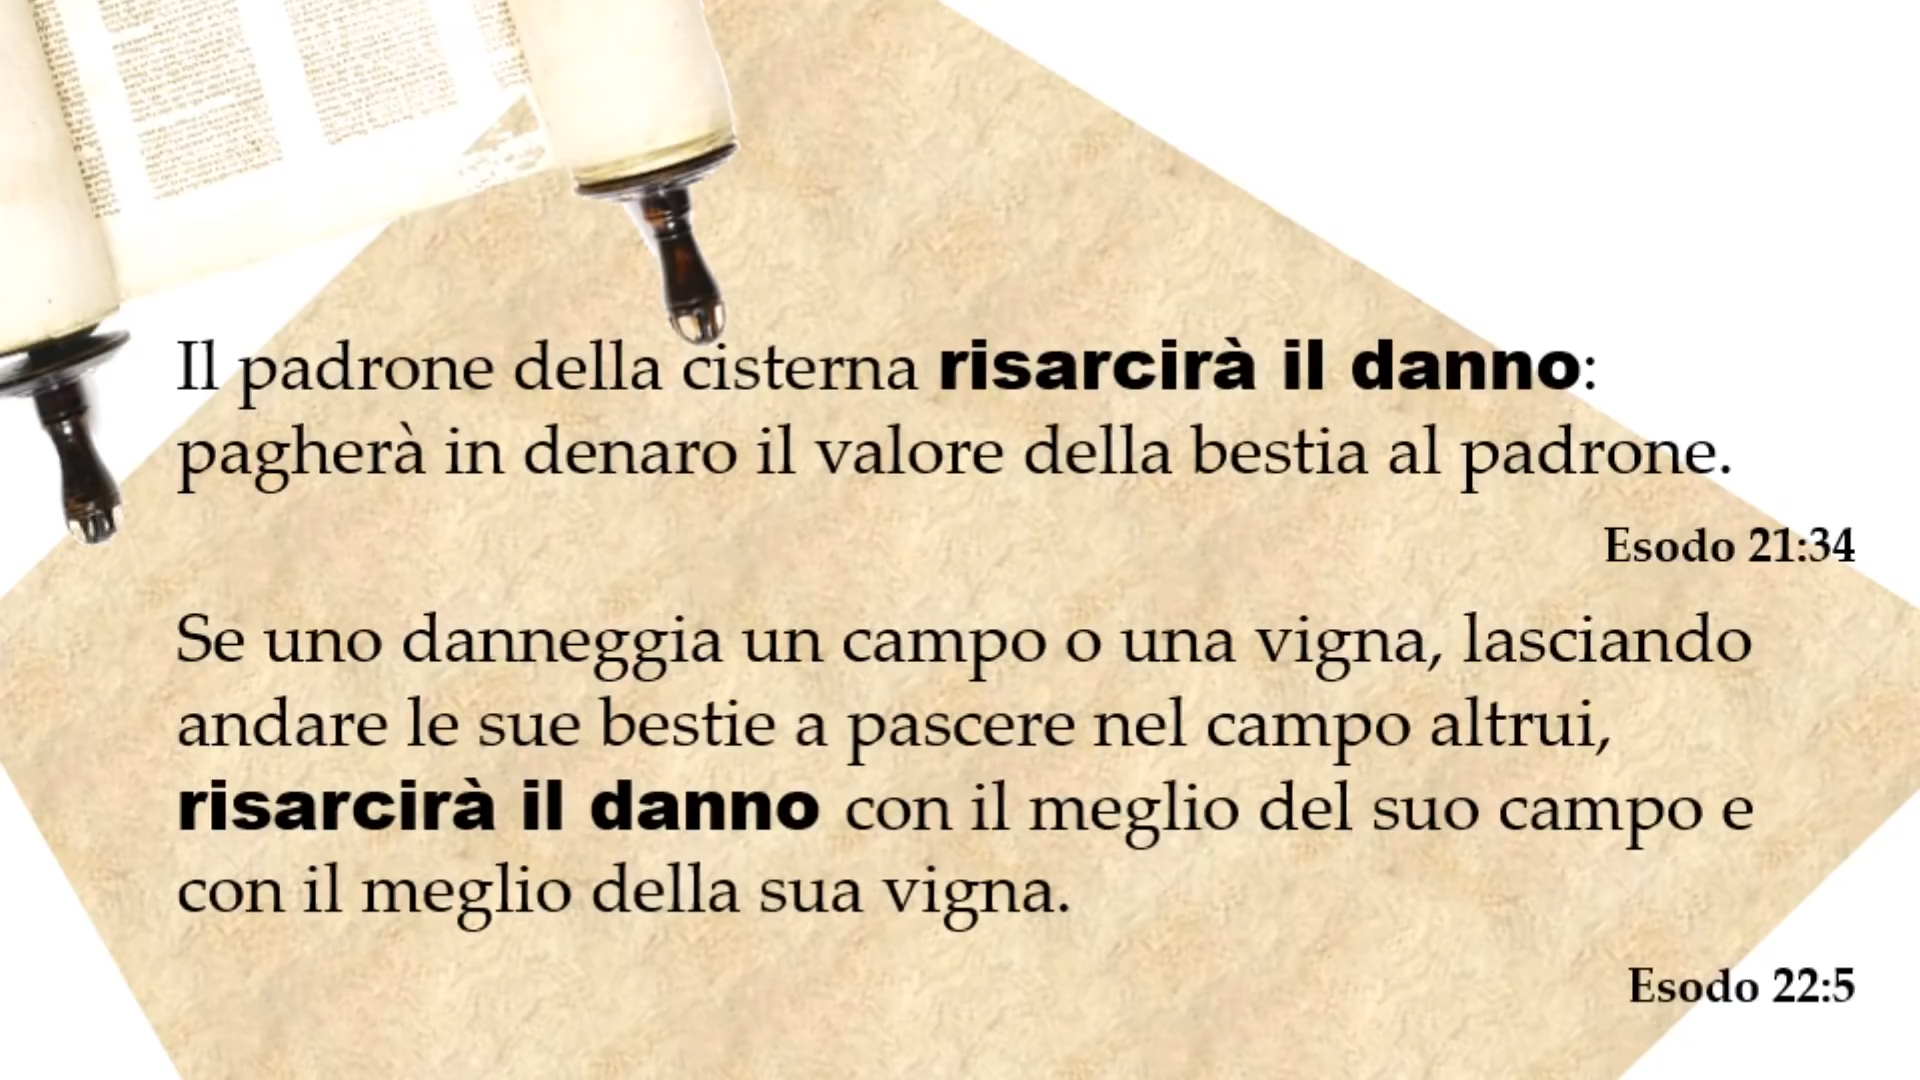 Il padrone della cisterna risarcirà il danno:
pagherà in denaro il valore della bestia al padrone.
Esodo 21:34
Se uno danneggia un campo o una vigna, lasciando
andare le sue bestie a pascere nel campo altrui,
risarcirà il danno con il meglio del suo campo e
con il meglio della sua vigna.
Esodo 22:5